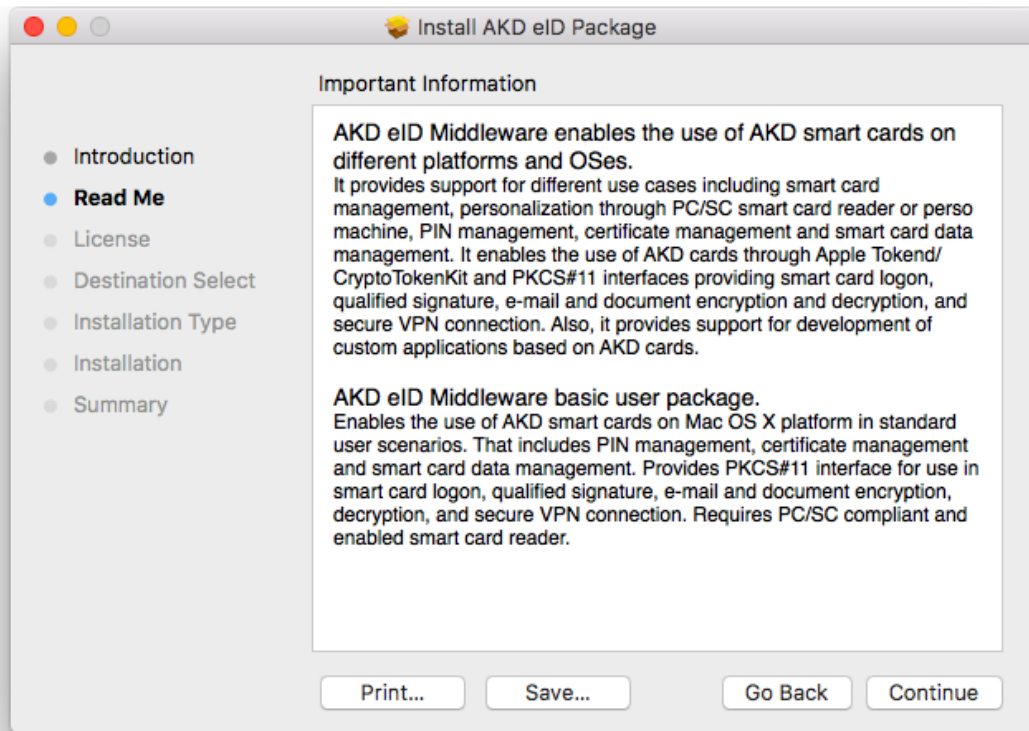 Install AKD eID Package
Important Information
Introduction
Read Me
License
Destination Select
Installation Type
Installation
Summary
AKD eID Middleware enables the use of AKD smart cards on
different platforms and OSes.
It provides support for different use cases including smart card
management, personalization through PC/SC smart card reader or perso
machine, PIN management, certificate management and smart card data
management. It enables the use of AKD cards through Apple Tokend/
CryptoTokenKit and PKCS#11 interfaces providing smart card logon,
qualified signature, e-mail and document encryption and decryption, and
secure VPN connection. Also, it provides support for development of
custom applications based on AKD cards.
AKD eID Middleware basic user package.
Enables the use of AKD smart cards on Mac OS X platform in standard
user scenarios. That includes PIN management, certificate management
and smart card data management. Provides PKCS#11 interface for use in
smart card logon, qualified signature, e-mail and document encryption,
decryption, and secure VPN connection. Requires PC/SC compliant and
enabled smart card reader.
Print...
Save...
Go Back
Continue